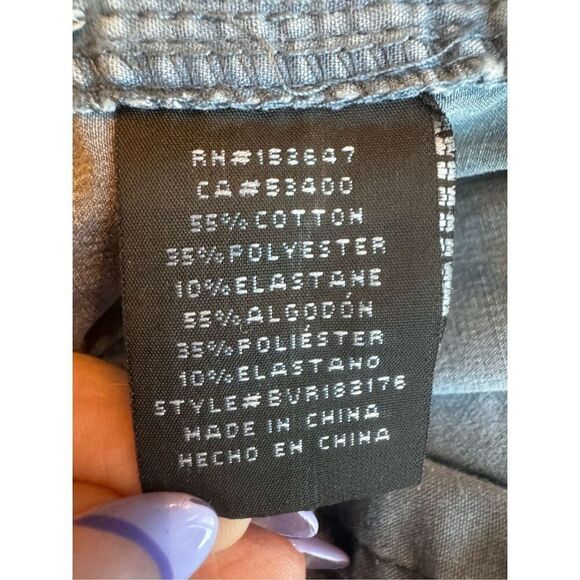 RN#153647
CA#53400
55%COTTON
35%POLYESTER
10%ELASTANE
55%ALGODÓN
35%POLIÉSTER
10%ELASTANO
STYLE#BVR182176
MADE IN CHINA
HECHO EN CHINA